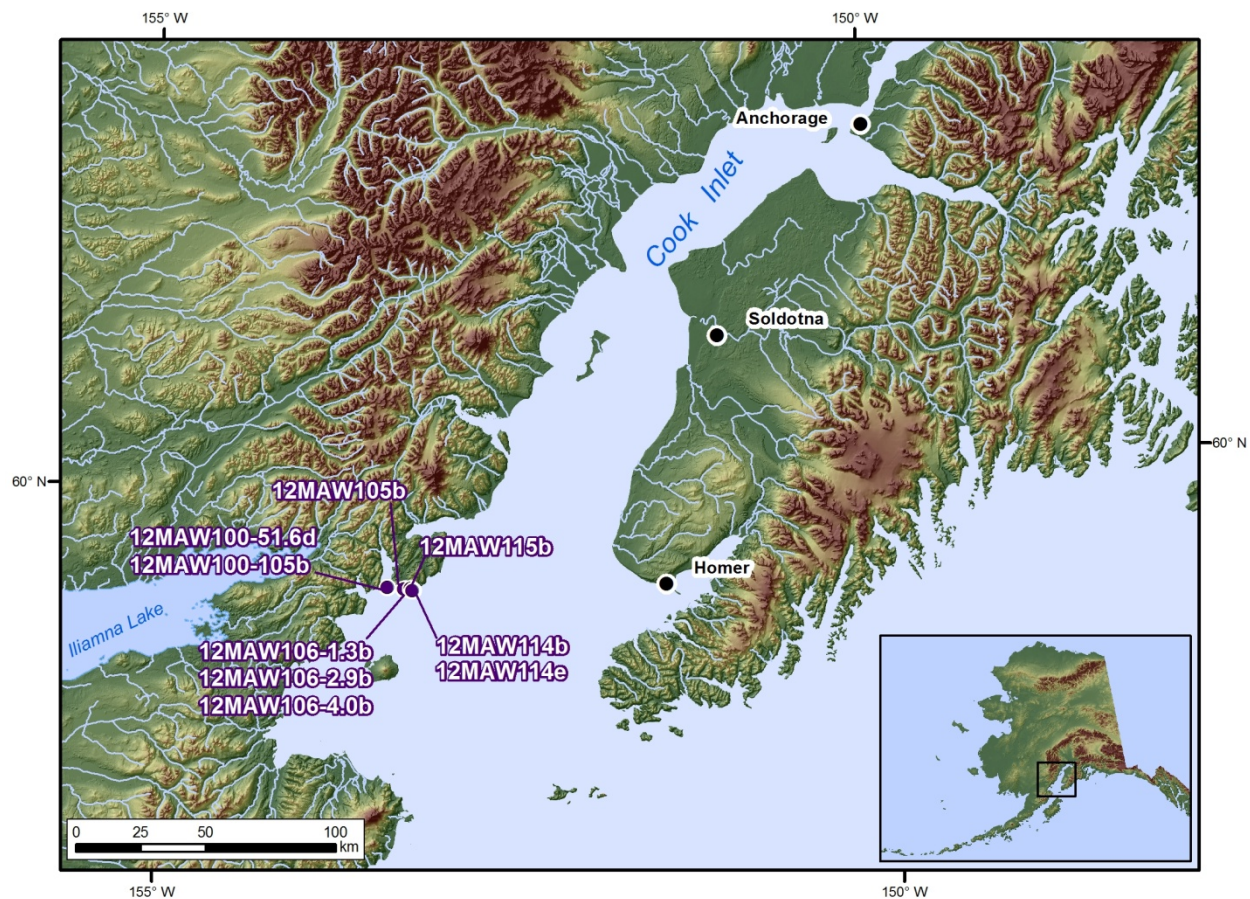 155° W
150° W
Anchorage
Cook Inlet
Soldotna
60° N
60° N
12MAW105b
12MAW100-51.6d
12MAW100-105b
12MAW115b
Homer
Iliamna Lake
12MAW106-1.3b
12MAW106-2.9b
12MAW106-4.0b
12MAW114b
12MAW114e
0 25 50 100
km
155° W
150° W